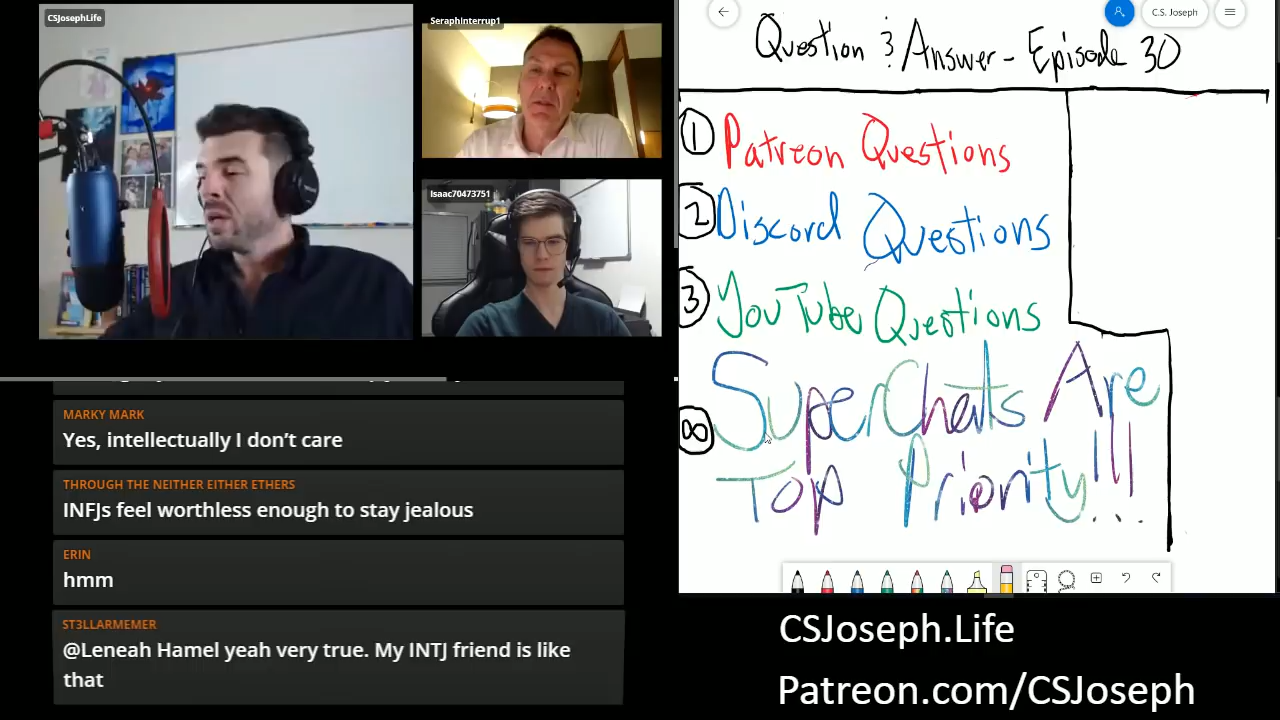 CSJosephLife
SeraphInterrup1
Isaac70473751
MARKY MARK
Yes, intellectually I don't care
THROUGH THE NEITHER EITHER ETHERS
INFJs feel worthless enough to stay jealous
ERIN
hmm
ST3LLARMEMER
@Leneah Hamel yeah very true. My INTJ friend is like
that
C.S. Joseph
Question & Answer - Episode 30
1 Patreon Questions
2 Discord Questions
3 YouTube Questions
∞ SuperChats Are
Top Priority!!!...
CSJoseph.Life
Patreon.com/CSJoseph